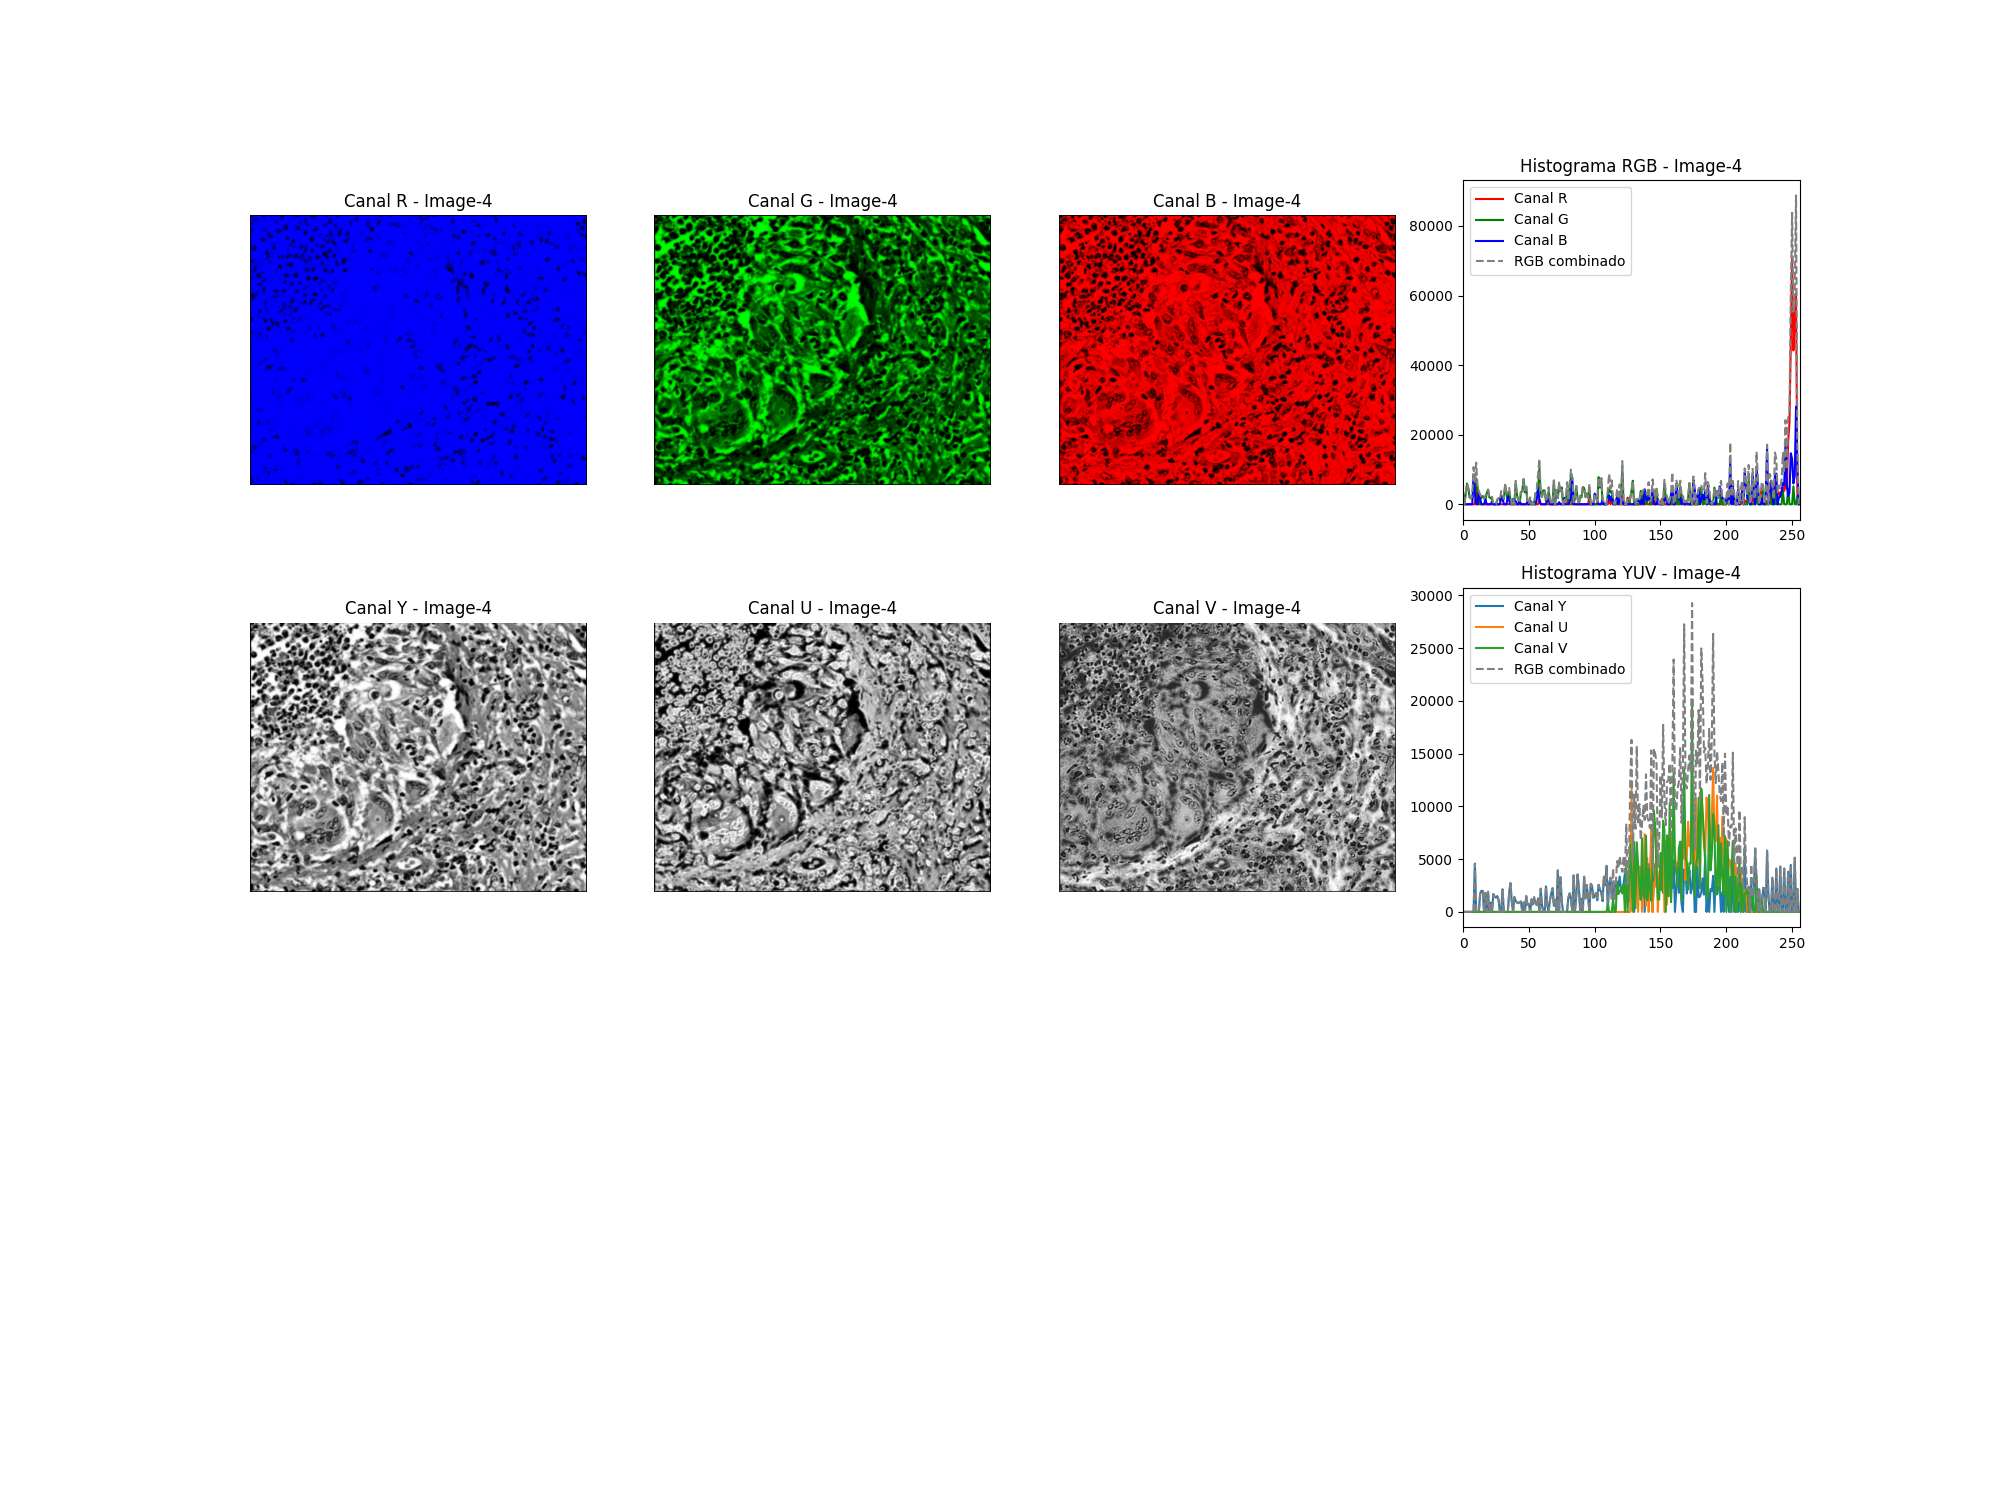 Canal R - Image-4
Canal G - Image-4
Canal B - Image-4
Histograma RGB - Image-4
Canal R
Canal G
Canal B
RGB combinado
80000
60000
40000
20000
0
0 50 100 150 200 250
Canal Y - Image-4
Canal U - Image-4
Canal V - Image-4
Histograma YUV - Image-4
Canal Y
Canal U
Canal V
RGB combinado
30000
25000
20000
15000
10000
5000
0
0 50 100 150 200 250